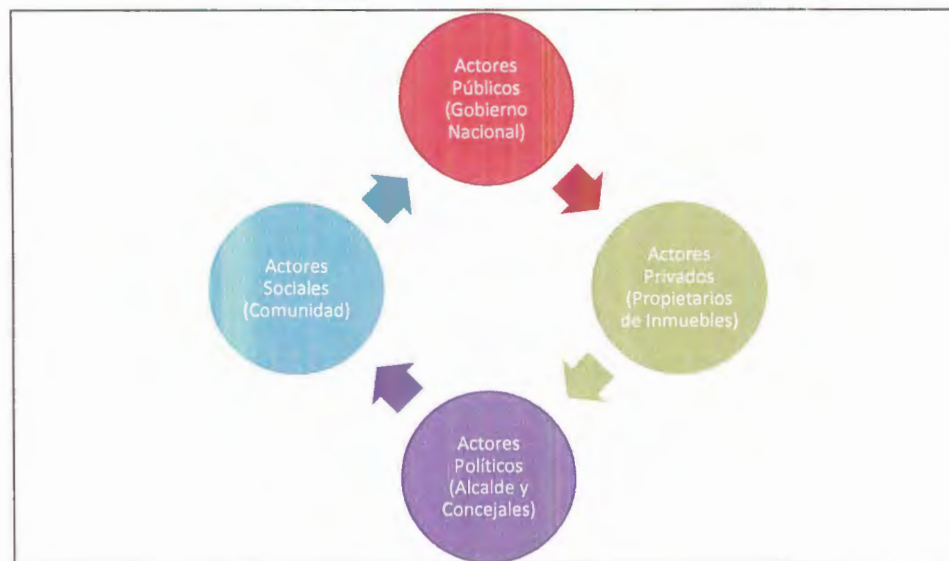 Actores
Públicos
(Gobierno
Nacional)
Actores
Privados
(Propietarios
de Inmuebles)
Actores
Políticos
(Alcalde y
Concejales)
Actores
Sociales
(Comunidad)